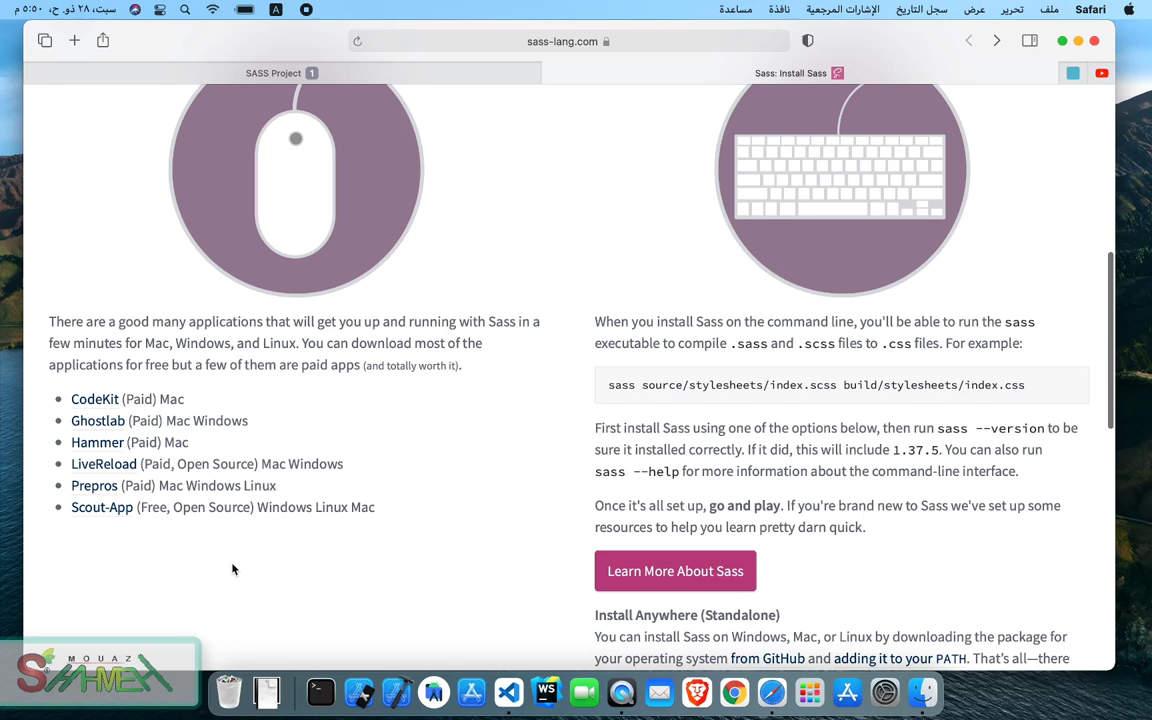 Safari ملف تحرير عرض سجل التاريخ الإشارات المرجعية نافذة مساعدة
سبت، ٢٨ ذو. ح، ٥:٥٠ م
A
sass-lang.com
SASS Project 1
Sass: Install Sass
There are a good many applications that will get you up and running with Sass in a
few minutes for Mac, Windows, and Linux. You can download most of the
applications for free but a few of them are paid apps (and totally worth it).
CodeKit (Paid) Mac
Ghostlab (Paid) Mac Windows
Hammer (Paid) Mac
LiveReload (Paid, Open Source) Mac Windows
Prepros (Paid) Mac Windows Linux
Scout-App (Free, Open Source) Windows Linux Mac
When you install Sass on the command line, you'll be able to run the sass
executable to compile .sass and .scss files to .css files. For example:
sass source/stylesheets/index.scss build/stylesheets/index.css
First install Sass using one of the options below, then run sass --version to be
sure it installed correctly. If it did, this will include 1.37.5. You can also run
sass --help for more information about the command-line interface.
Once it's all set up, go and play. If you're brand new to Sass we've set up some
resources to help you learn pretty darn quick.
Learn More About Sass
Install Anywhere (Standalone)
You can install Sass on Windows, Mac, or Linux by downloading the package for
your operating system from GitHub and adding it to your PATH. That's all—there
MOUAZ
WS